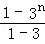 1 − 3ⁿ
1 − 3